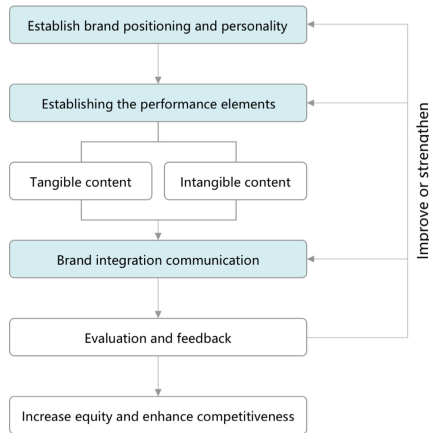 Establish brand positioning and personality
Establishing the performance elements
Tangible content
Intangible content
Brand integration communication
Evaluation and feedback
Increase equity and enhance competitiveness
Improve or strengthen